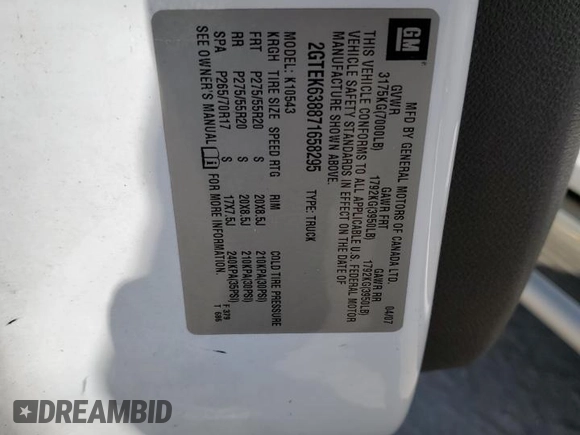 GM
MFD BY GENERAL MOTORS OF CANADA LTD.
04/07
GVWR GAWR FRT GAWR RR
3175KG(7000LB) 1792KG(3950LB) 1792KG(3950LB)
THIS VEHICLE CONFORMS TO ALL APPLICABLE U.S. FEDERAL MOTOR
VEHICLE SAFETY STANDARDS IN EFFECT ON THE DATE OF
MANUFACTURE SHOWN ABOVE.
2GTEK638871658295 TYPE: TRUCK
MODEL: K10543
KRCH TIRE SIZE SPEED RTG RIM COLD TIRE PRESSURE
FRT P275/55R20 S 20X8.5J 210KPA(30PSI)
RR P275/55R20 S 20X8.5J 210KPA(30PSI)
SPA P265/70R17 S 17X7.5J 240KPA(35PSI)
SEE OWNER'S MANUAL FOR MORE INFORMATION.
F 379
T 686
DREAMBID